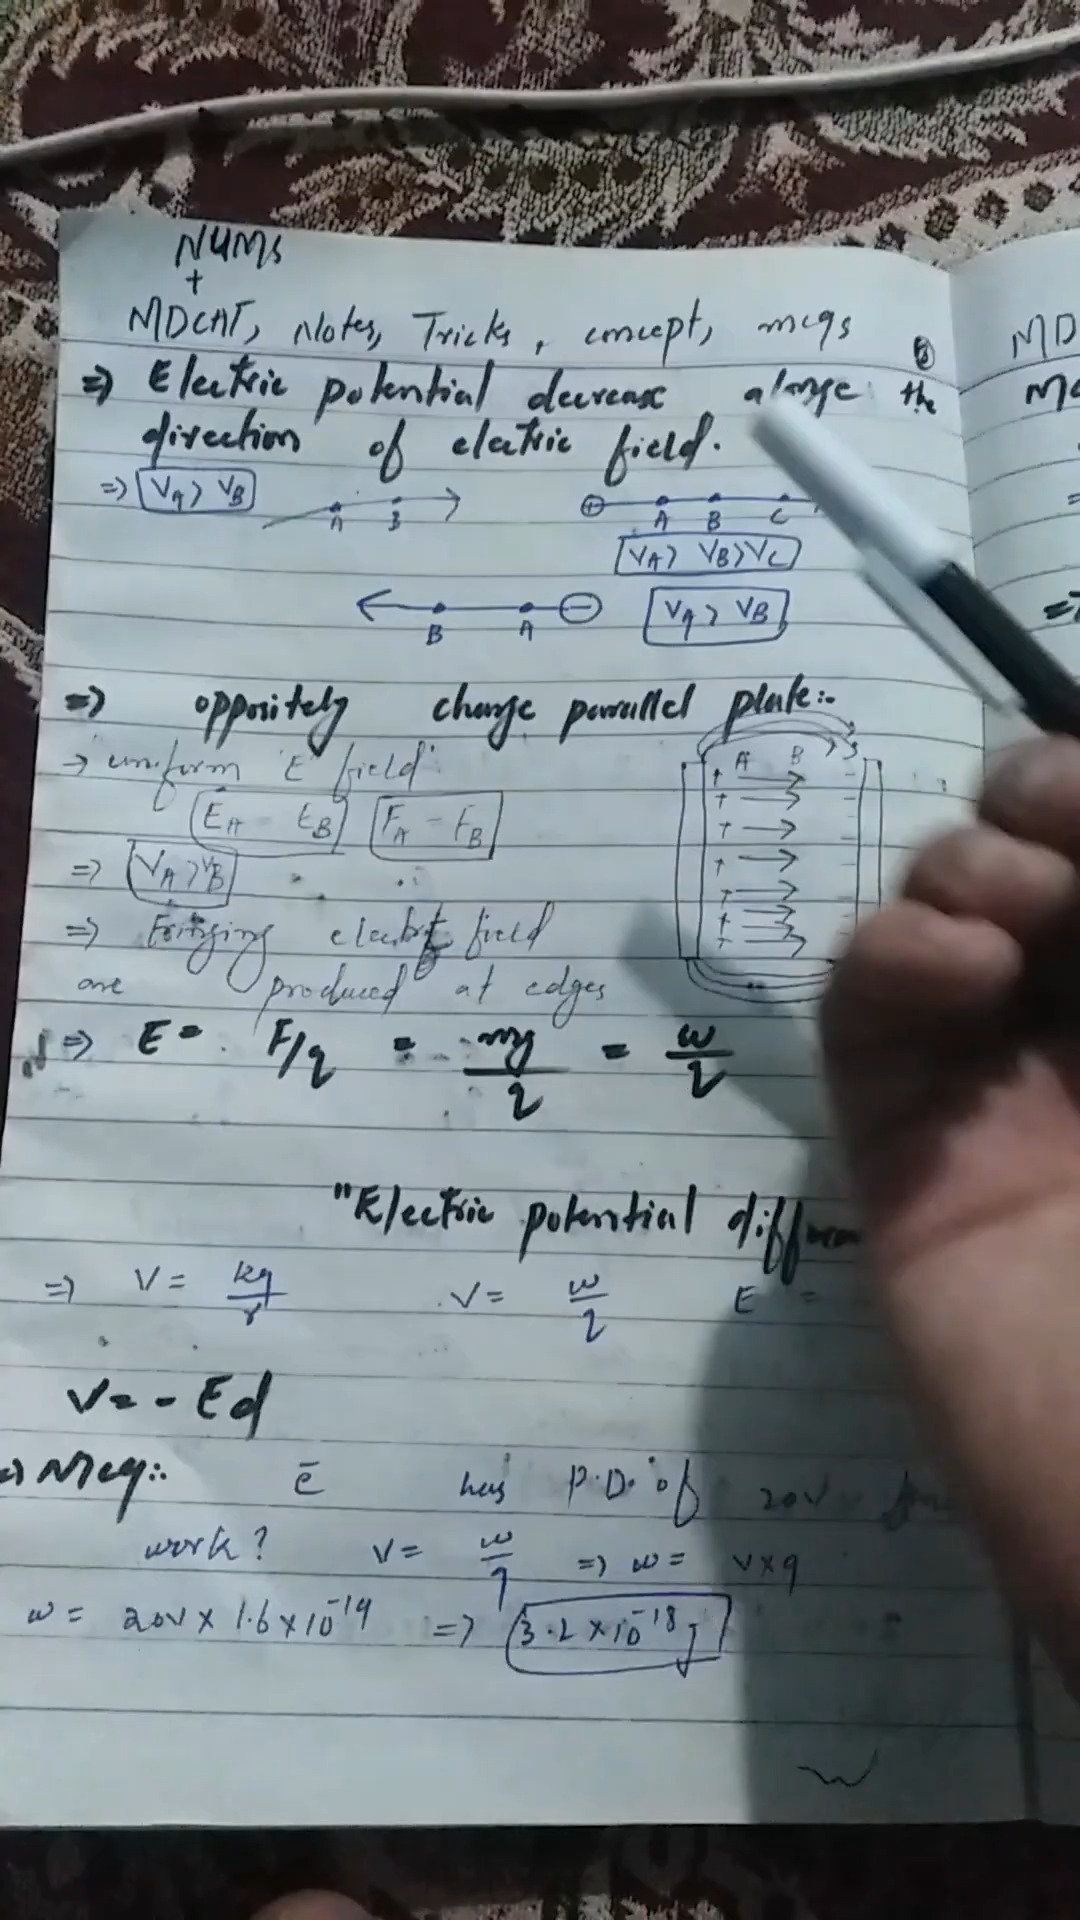 NUMS
+
MDCAT, Notes, Tricks, concept, mcqs
⇒ Electric potential decrease alonge the
direction of electric field.
⇒ VA > VB A B ⊕ A B C
VA > VB > VC
B A ⊖ VA > VB
⇒ oppositely charge parallel plate:-
→ uniform E field
A B
EA = EB FA = FB
⇒ VA > VB
⇒ Fringing electric field
are produced at edges
⇒ E = F/q = mg/q = w/q
"Electric potential
⇒ V = kq/r V = w/q E =
V = - Ed
⇒ Mcq:- ē has P.D. of 20V
work? V = w/q ⇒ w = V×q
w = 20V × 1.6×10^-19 ⇒ 3.2×10^-18 J
MD